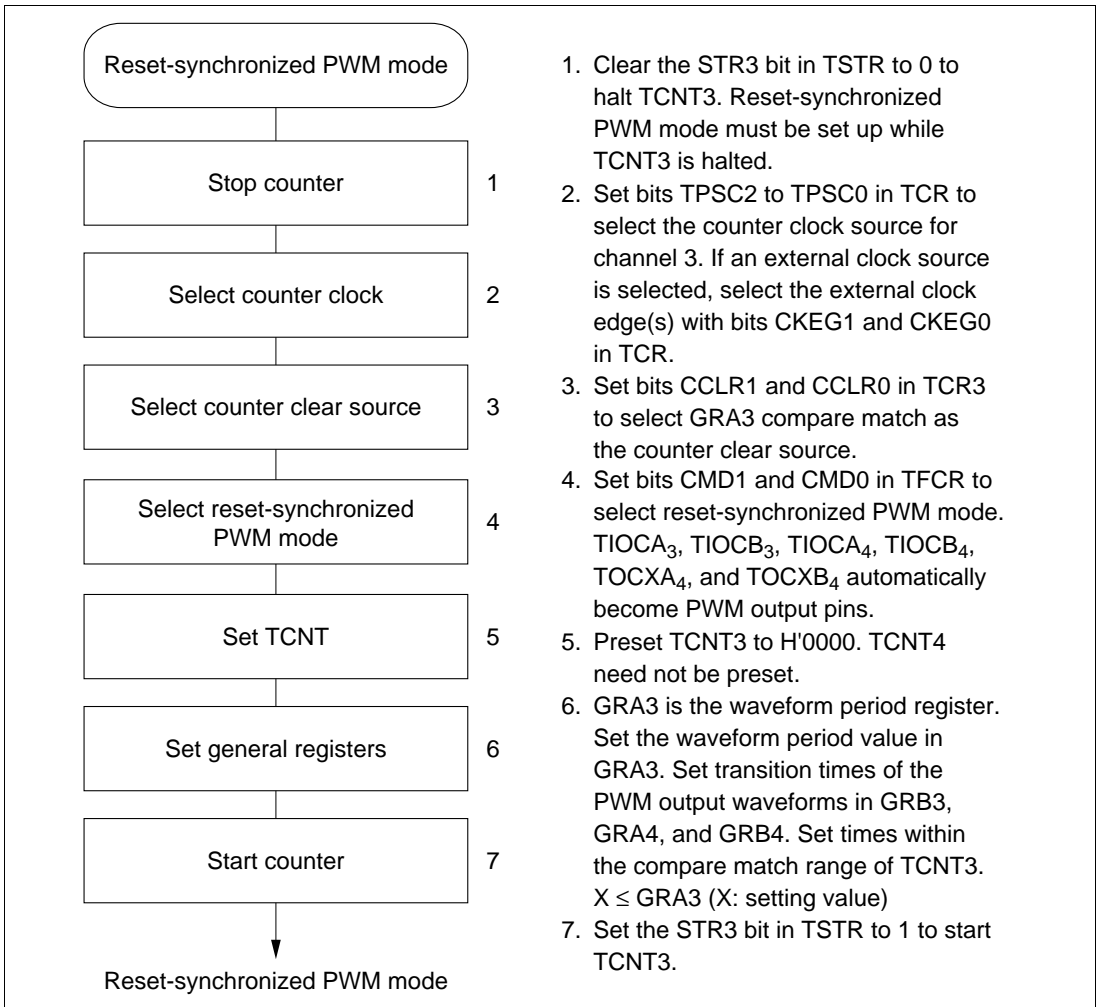 Reset-synchronized PWM mode
Stop counter
1
Select counter clock
2
Select counter clear source
3
Select reset-synchronized
PWM mode
4
Set TCNT
5
Set general registers
6
Start counter
7
Reset-synchronized PWM mode
1. Clear the STR3 bit in TSTR to 0 to
halt TCNT3. Reset-synchronized
PWM mode must be set up while
TCNT3 is halted.
2. Set bits TPSC2 to TPSC0 in TCR to
select the counter clock source for
channel 3. If an external clock source
is selected, select the external clock
edge(s) with bits CKEG1 and CKEG0
in TCR.
3. Set bits CCLR1 and CCLR0 in TCR3
to select GRA3 compare match as
the counter clear source.
4. Set bits CMD1 and CMD0 in TFCR to
select reset-synchronized PWM mode.
TIOCA₃, TIOCB₃, TIOCA₄, TIOCB₄,
TOCXA₄, and TOCXB₄ automatically
become PWM output pins.
5. Preset TCNT3 to H'0000. TCNT4
need not be preset.
6. GRA3 is the waveform period register.
Set the waveform period value in
GRA3. Set transition times of the
PWM output waveforms in GRB3,
GRA4, and GRB4. Set times within
the compare match range of TCNT3.
X ≤ GRA3 (X: setting value)
7. Set the STR3 bit in TSTR to 1 to start
TCNT3.